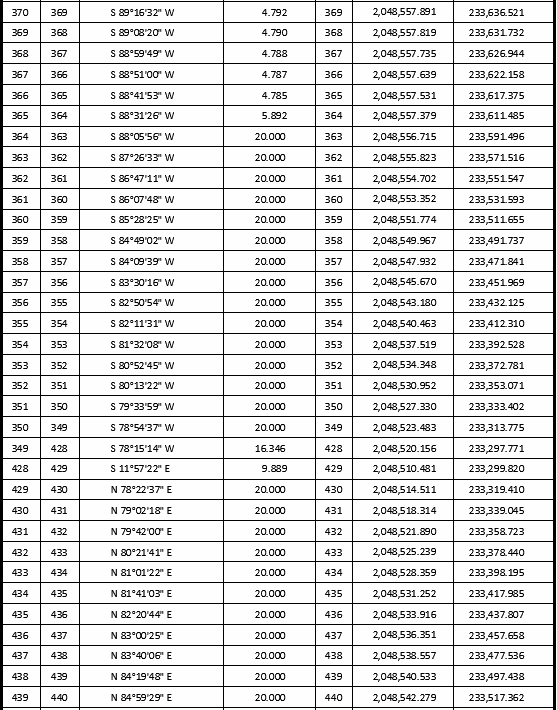 370 369 S 89°16'32" W 4.792 369 2,048,557.891 233,636.521
369 368 S 89°08'20" W 4.790 368 2,048,557.819 233,631.732
368 367 S 88°59'49" W 4.788 367 2,048,557.735 233,626.944
367 366 S 88°51'00" W 4.787 366 2,048,557.639 233,622.158
366 365 S 88°41'53" W 4.785 365 2,048,557.531 233,617.375
365 364 S 88°31'26" W 5.892 364 2,048,557.379 233,611.485
364 363 S 88°05'56" W 20.000 363 2,048,556.715 233,591.496
363 362 S 87°26'33" W 20.000 362 2,048,555.823 233,571.516
362 361 S 86°47'11" W 20.000 361 2,048,554.702 233,551.547
361 360 S 86°07'48" W 20.000 360 2,048,553.352 233,531.593
360 359 S 85°28'25" W 20.000 359 2,048,551.774 233,511.655
359 358 S 84°49'02" W 20.000 358 2,048,549.967 233,491.737
358 357 S 84°09'39" W 20.000 357 2,048,547.932 233,471.841
357 356 S 83°30'16" W 20.000 356 2,048,545.670 233,451.969
356 355 S 82°50'54" W 20.000 355 2,048,543.180 233,432.125
355 354 S 82°11'31" W 20.000 354 2,048,540.463 233,412.310
354 353 S 81°32'08" W 20.000 353 2,048,537.519 233,392.528
353 352 S 80°52'45" W 20.000 352 2,048,534.348 233,372.781
352 351 S 80°13'22" W 20.000 351 2,048,530.952 233,353.071
351 350 S 79°33'59" W 20.000 350 2,048,527.330 233,333.402
350 349 S 78°54'37" W 20.000 349 2,048,523.483 233,313.775
349 428 S 78°15'14" W 16.346 428 2,048,520.156 233,297.771
428 429 S 11°57'22" E 9.889 429 2,048,510.481 233,299.820
429 430 N 78°22'37" E 20.000 430 2,048,514.511 233,319.410
430 431 N 79°02'18" E 20.000 431 2,048,518.314 233,339.045
431 432 N 79°42'00" E 20.000 432 2,048,521.890 233,358.723
432 433 N 80°21'41" E 20.000 433 2,048,525.239 233,378.440
433 434 N 81°01'22" E 20.000 434 2,048,528.359 233,398.195
434 435 N 81°41'03" E 20.000 435 2,048,531.252 233,417.985
435 436 N 82°20'44" E 20.000 436 2,048,533.916 233,437.807
436 437 N 83°00'25" E 20.000 437 2,048,536.351 233,457.658
437 438 N 83°40'06" E 20.000 438 2,048,538.557 233,477.536
438 439 N 84°19'48" E 20.000 439 2,048,540.533 233,497.438
439 440 N 84°59'29" E 20.000 440 2,048,542.279 233,517.362